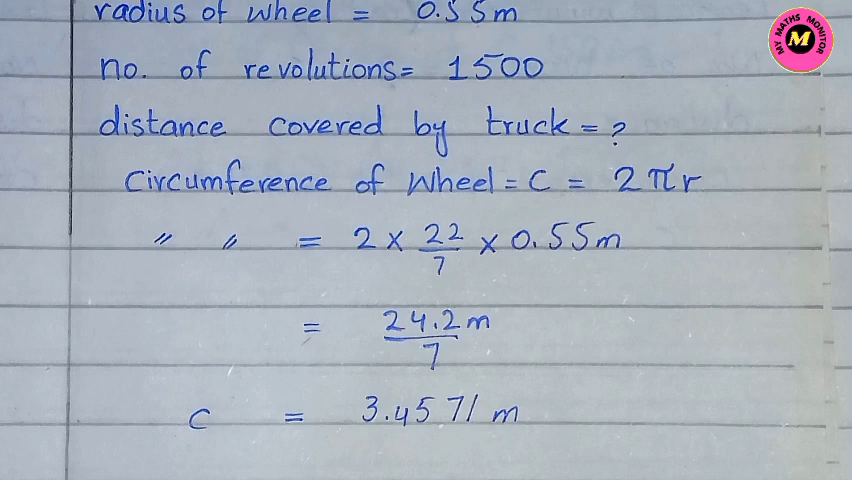 radius of wheel = 0.55m
no. of revolutions = 1500
distance covered by truck = ?
Circumference of Wheel = C = 2πr
〃 〃 = 2 × 22/7 × 0.55m
= 24.2m/7
C = 3.4571 m
MY MATHS MONITOR
M